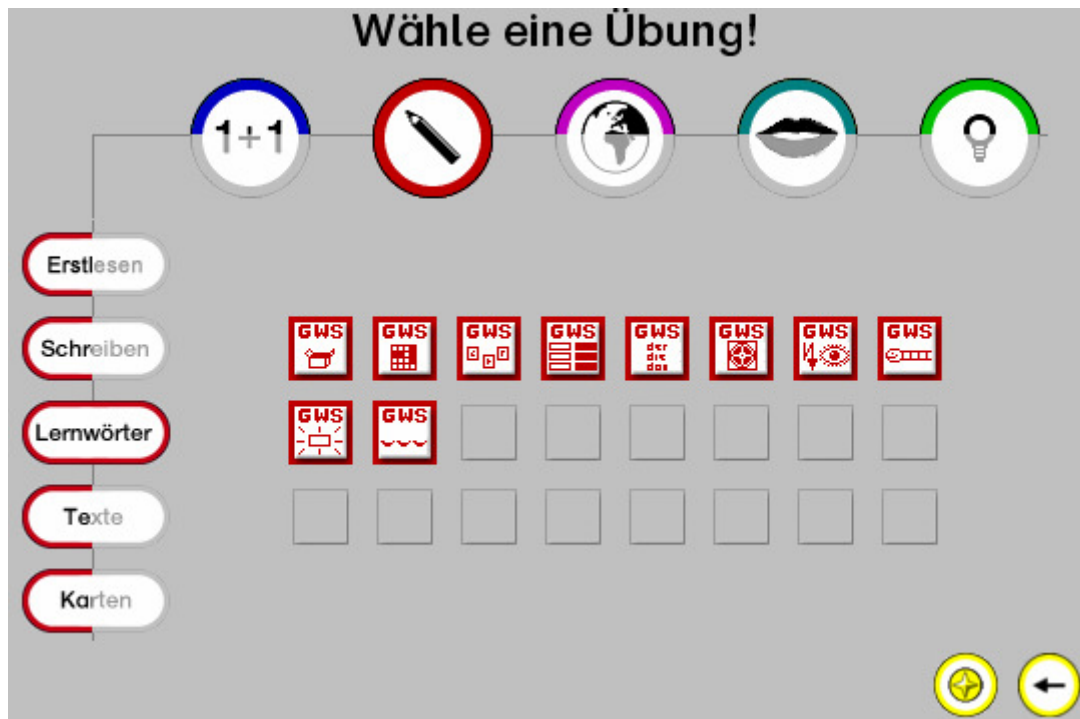 Wähle eine Übung!
1+1
Erstlesen
Schreiben
GWS GWS GWS GWS GWS GWS GWS GWS
der
die
das
Lernwörter
GWS GWS
Texte
Karten